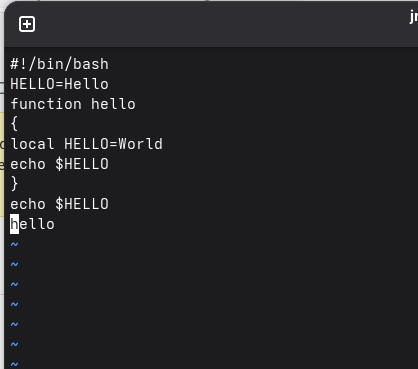 #!/bin/bash
HELLO=Hello
function hello
{
local HELLO=World
echo $HELLO
}
echo $HELLO
hello
~
~
~
~
~
~
~